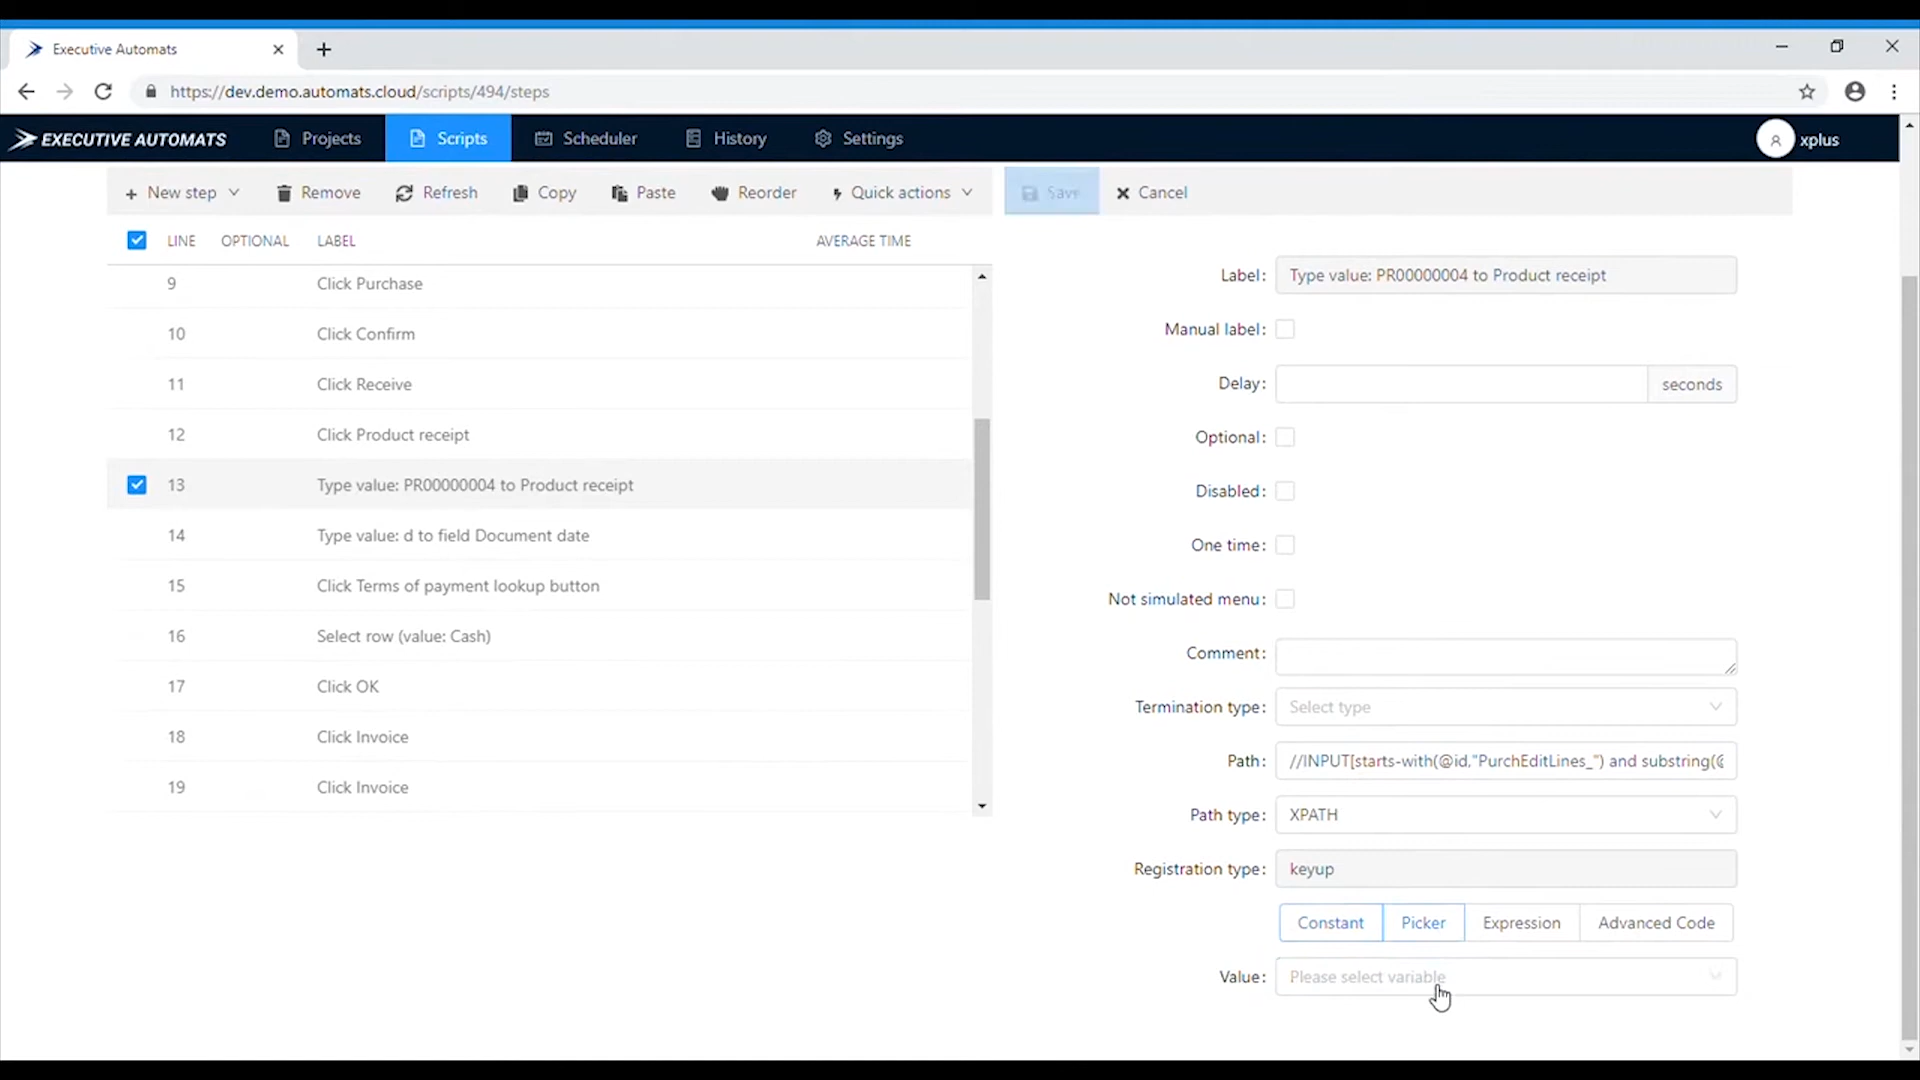 Executive Automats
https://dev.demo.automats.cloud/scripts/494/steps
EXECUTIVE AUTOMATS Projects Scripts Scheduler History Settings xplus
New step Remove Refresh Copy Paste Reorder Quick actions Save Cancel
LINE OPTIONAL LABEL AVERAGE TIME
9 Click Purchase
10 Click Confirm
11 Click Receive
12 Click Product receipt
13 Type value: PR00000004 to Product receipt
14 Type value: d to field Document date
15 Click Terms of payment lookup button
16 Select row (value: Cash)
17 Click OK
18 Click Invoice
19 Click Invoice
Label: Type value: PR00000004 to Product receipt
Manual label:
Delay: seconds
Optional:
Disabled:
One time:
Not simulated menu:
Comment:
Termination type: Select type
Path: //INPUT[starts-with(@id,"PurchEditLines_") and substring(@
Path type: XPATH
Registration type: keyup
Constant Picker Expression Advanced Code
Value: Please select variable